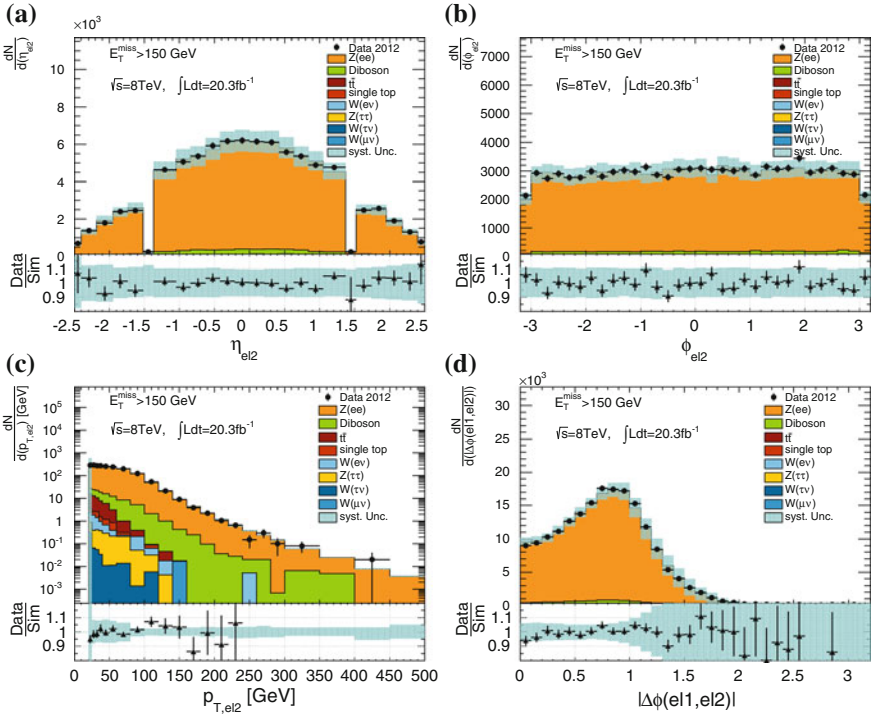 (a)
×10³
dN
d(η_el2)
E_T^miss>150 GeV
√s=8TeV, ∫Ldt=20.3fb⁻¹
Data 2012
Z(ee)
Diboson
tt̄
single top
W(eν)
Z(ττ)
W(τν)
W(μν)
syst. Unc.
10
8
6
4
2
0
Data
Sim
1.1
1
0.9
-2.5 -2 -1.5 -1 -0.5 0 0.5 1 1.5 2 2.5
η_el2
(b)
dN
d(ϕ_el2)
E_T^miss>150 GeV
√s=8TeV, ∫Ldt=20.3fb⁻¹
Data 2012
Z(ee)
Diboson
tt̄
single top
W(eν)
Z(ττ)
W(τν)
W(μν)
syst. Unc.
7000
6000
5000
4000
3000
2000
1000
0
Data
Sim
1.1
1
0.9
-3 -2 -1 0 1 2 3
ϕ_el2
(c)
dN
d(p_T,el2) [GeV]
E_T^miss>150 GeV
√s=8TeV, ∫Ldt=20.3fb⁻¹
Data 2012
Z(ee)
Diboson
tt̄
single top
W(eν)
Z(ττ)
W(τν)
W(μν)
syst. Unc.
10⁵
10⁴
10³
10²
10
1
10⁻¹
10⁻²
10⁻³
Data
Sim
1.1
1
0.9
0 50 100 150 200 250 300 350 400 450 500
p_T,el2 [GeV]
(d)
×10³
dN
d(|Δϕ(el1,el2)|)
E_T^miss>150 GeV
√s=8TeV, ∫Ldt=20.3fb⁻¹
Data 2012
Z(ee)
Diboson
tt̄
single top
W(eν)
Z(ττ)
W(τν)
W(μν)
syst. Unc.
30
25
20
15
10
5
0
Data
Sim
1.1
1
0.9
0 0.5 1 1.5 2 2.5 3
|Δϕ(el1,el2)|